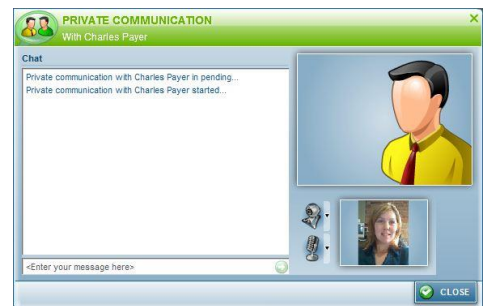 PRIVATE COMMUNICATION
With Charles Payer
Chat
Private communication with Charles Payer in pending...
Private communication with Charles Payer started...
<Enter your message here>
CLOSE